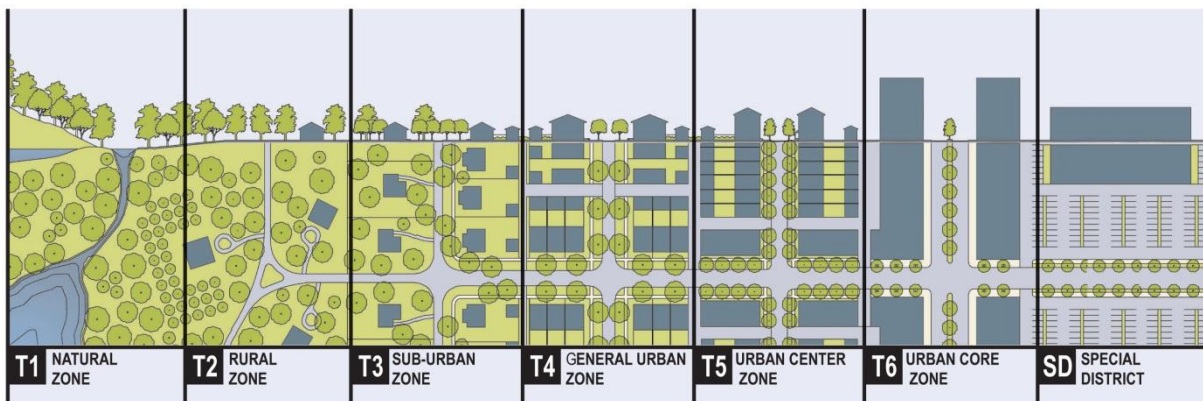 T1 NATURAL
ZONE
T2 RURAL
ZONE
T3 SUB-URBAN
ZONE
T4 GENERAL URBAN
ZONE
T5 URBAN CENTER
ZONE
T6 URBAN CORE
ZONE
SD SPECIAL
DISTRICT